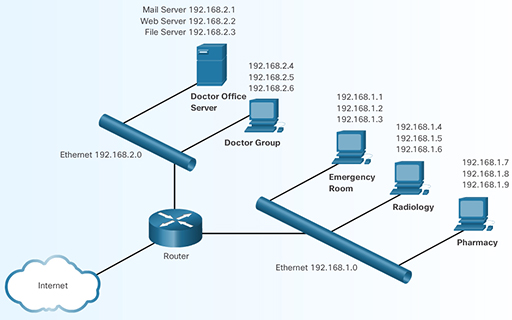 Mail Server 192.168.2.1
Web Server 192.168.2.2
File Server 192.168.2.3
Doctor Office
Server
192.168.2.4
192.168.2.5
192.168.2.6
Doctor Group
Ethernet 192.168.2.0
192.168.1.1
192.168.1.2
192.168.1.3
Emergency
Room
192.168.1.4
192.168.1.5
192.168.1.6
Radiology
192.168.1.7
192.168.1.8
192.168.1.9
Pharmacy
Router
Ethernet 192.168.1.0
Internet